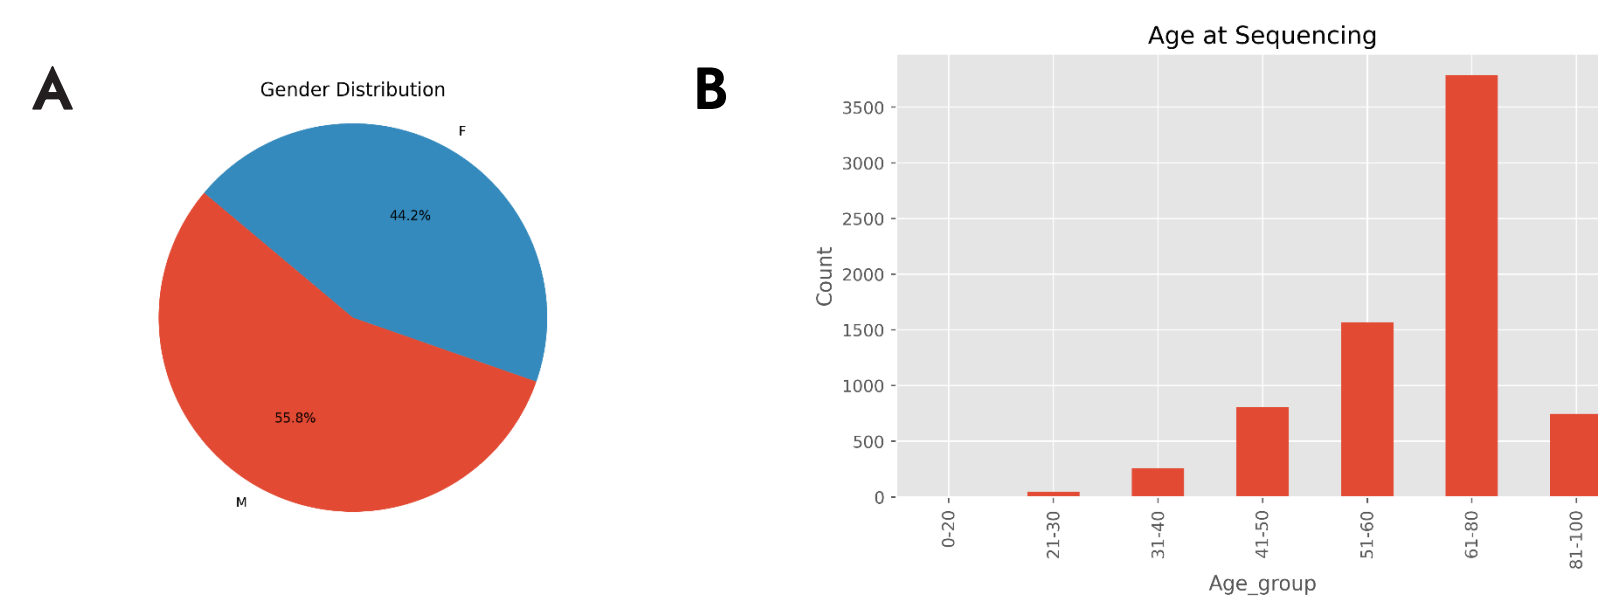 A
Gender Distribution
F
44.2%
55.8%
M
B
Age at Sequencing
Count
3500
3000
2500
2000
1500
1000
500
0
0-20
21-30
31-40
41-50
51-60
61-80
81-100
Age_group